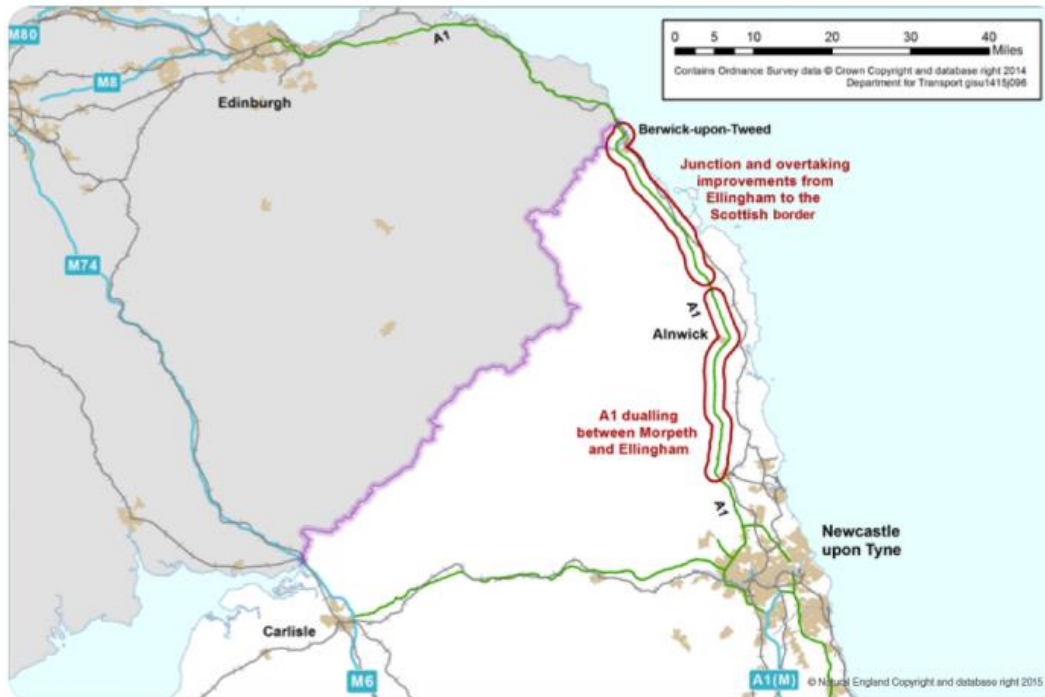 M80
A1
0 5 10 20 30 40
Miles
Contains Ordnance Survey data © Crown Copyright and database right 2014
Department for Transport gisu1415j096
M8
Edinburgh
Berwick-upon-Tweed
Junction and overtaking
improvements from
Ellingham to the
Scottish border
M74
A1
Alnwick
A1 dualling
between Morpeth
and Ellingham
A1
Newcastle
upon Tyne
Carlisle
M6
A1(M)
© Natural England Copyright and database right 2015